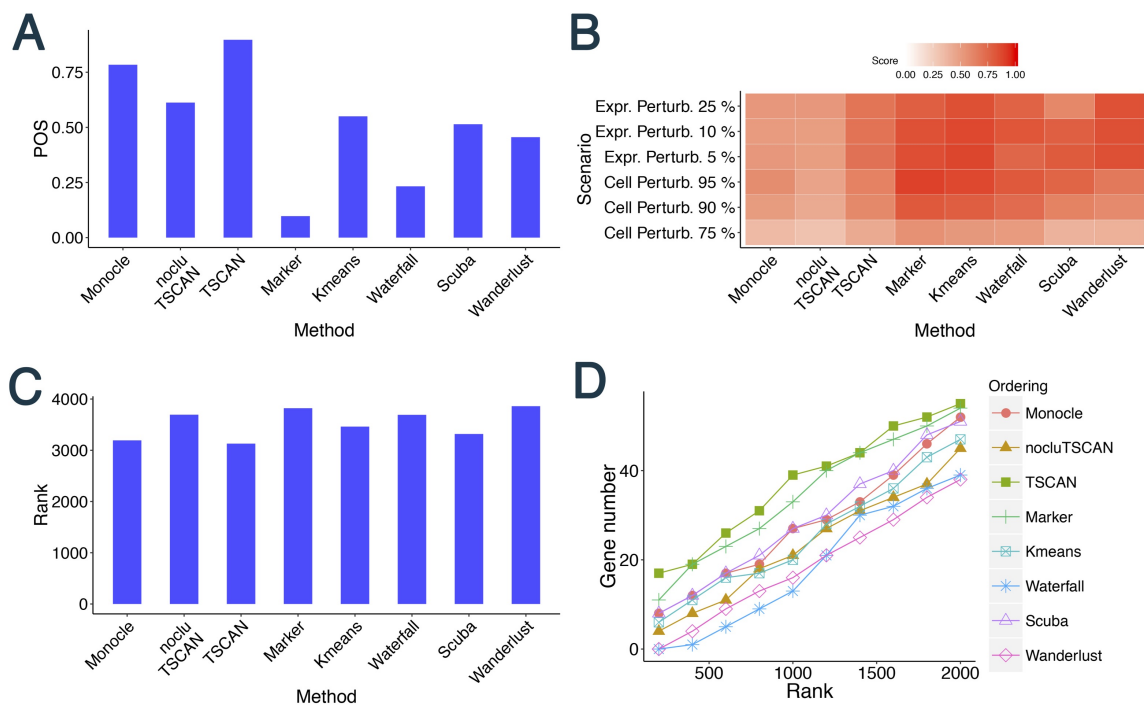 A
POS
0.75
0.50
0.25
0.00
Monocle
noclu
TSCAN
TSCAN
Marker
Kmeans
Waterfall
Scuba
Wanderlust
Method
B
Score
0.00 0.25 0.50 0.75 1.00
Scenario
Expr. Perturb. 25 %
Expr. Perturb. 10 %
Expr. Perturb. 5 %
Cell Perturb. 95 %
Cell Perturb. 90 %
Cell Perturb. 75 %
Monocle
noclu
TSCAN
TSCAN
Marker
Kmeans
Waterfall
Scuba
Wanderlust
Method
C
Rank
4000
3000
2000
1000
0
Monocle
noclu
TSCAN
TSCAN
Marker
Kmeans
Waterfall
Scuba
Wanderlust
Method
D
Gene number
40
20
0
500 1000 1500 2000
Rank
Ordering
Monocle
nocluTSCAN
TSCAN
Marker
Kmeans
Waterfall
Scuba
Wanderlust